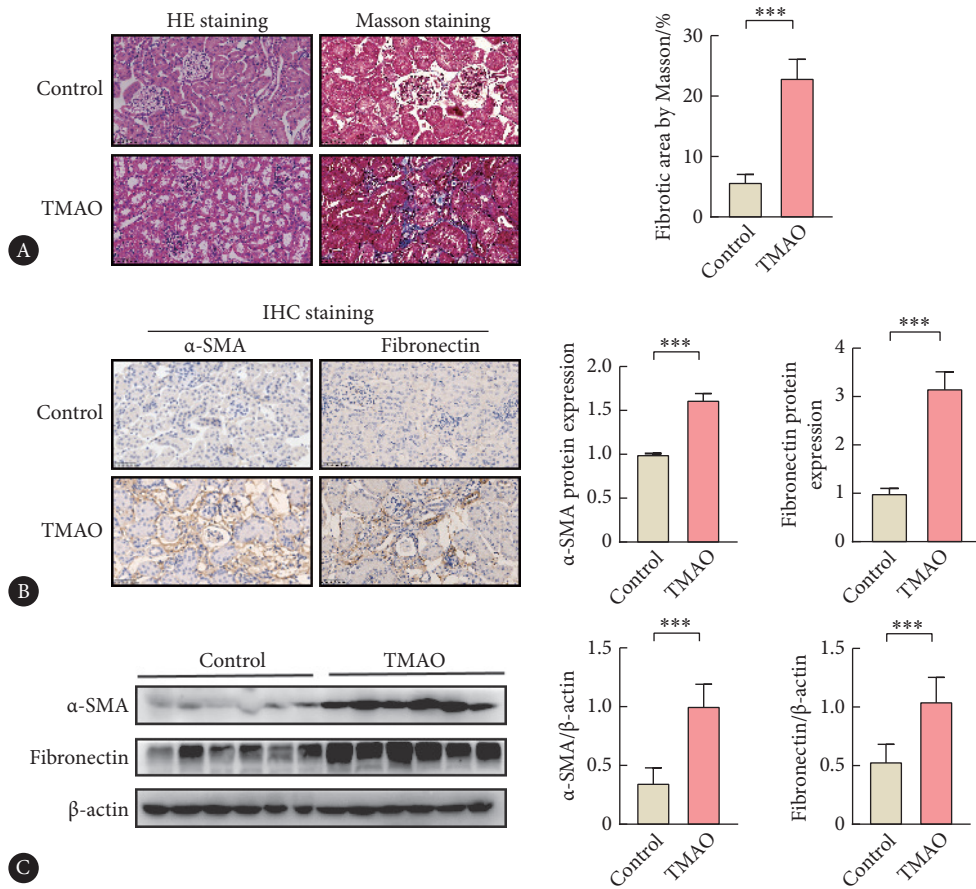 HE staining
Masson staining
Control
TMAO
A
***
Fibrotic area by Masson/%
30
20
10
0
Control
TMAO
IHC staining
α-SMA
Fibronectin
Control
TMAO
B
***
α-SMA protein expression
2.0
1.5
1.0
0.5
0
Control
TMAO
***
Fibronectin protein
expression
4
3
2
1
0
Control
TMAO
Control
TMAO
α-SMA
Fibronectin
β-actin
C
***
α-SMA/β-actin
1.5
1.0
0.5
0
Control
TMAO
***
Fibronectin/β-actin
1.5
1.0
0.5
0
Control
TMAO